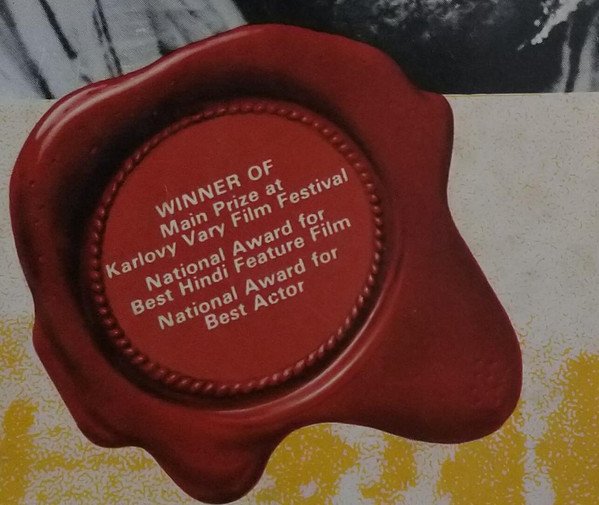 WINNER OF
Main Prize at
Karlovy Vary Film Festival
National Award for
Best Hindi Feature Film
National Award for
Best Actor